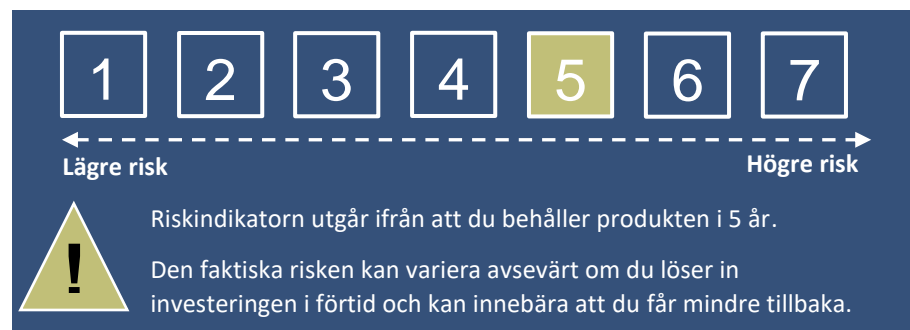 1 2 3 4 5 6 7
Lägre risk Högre risk
Riskindikatorn utgår ifrån att du behåller produkten i 5 år.
!
Den faktiska risken kan variera avsevärt om du löser in
investeringen i förtid och kan innebära att du får mindre tillbaka.